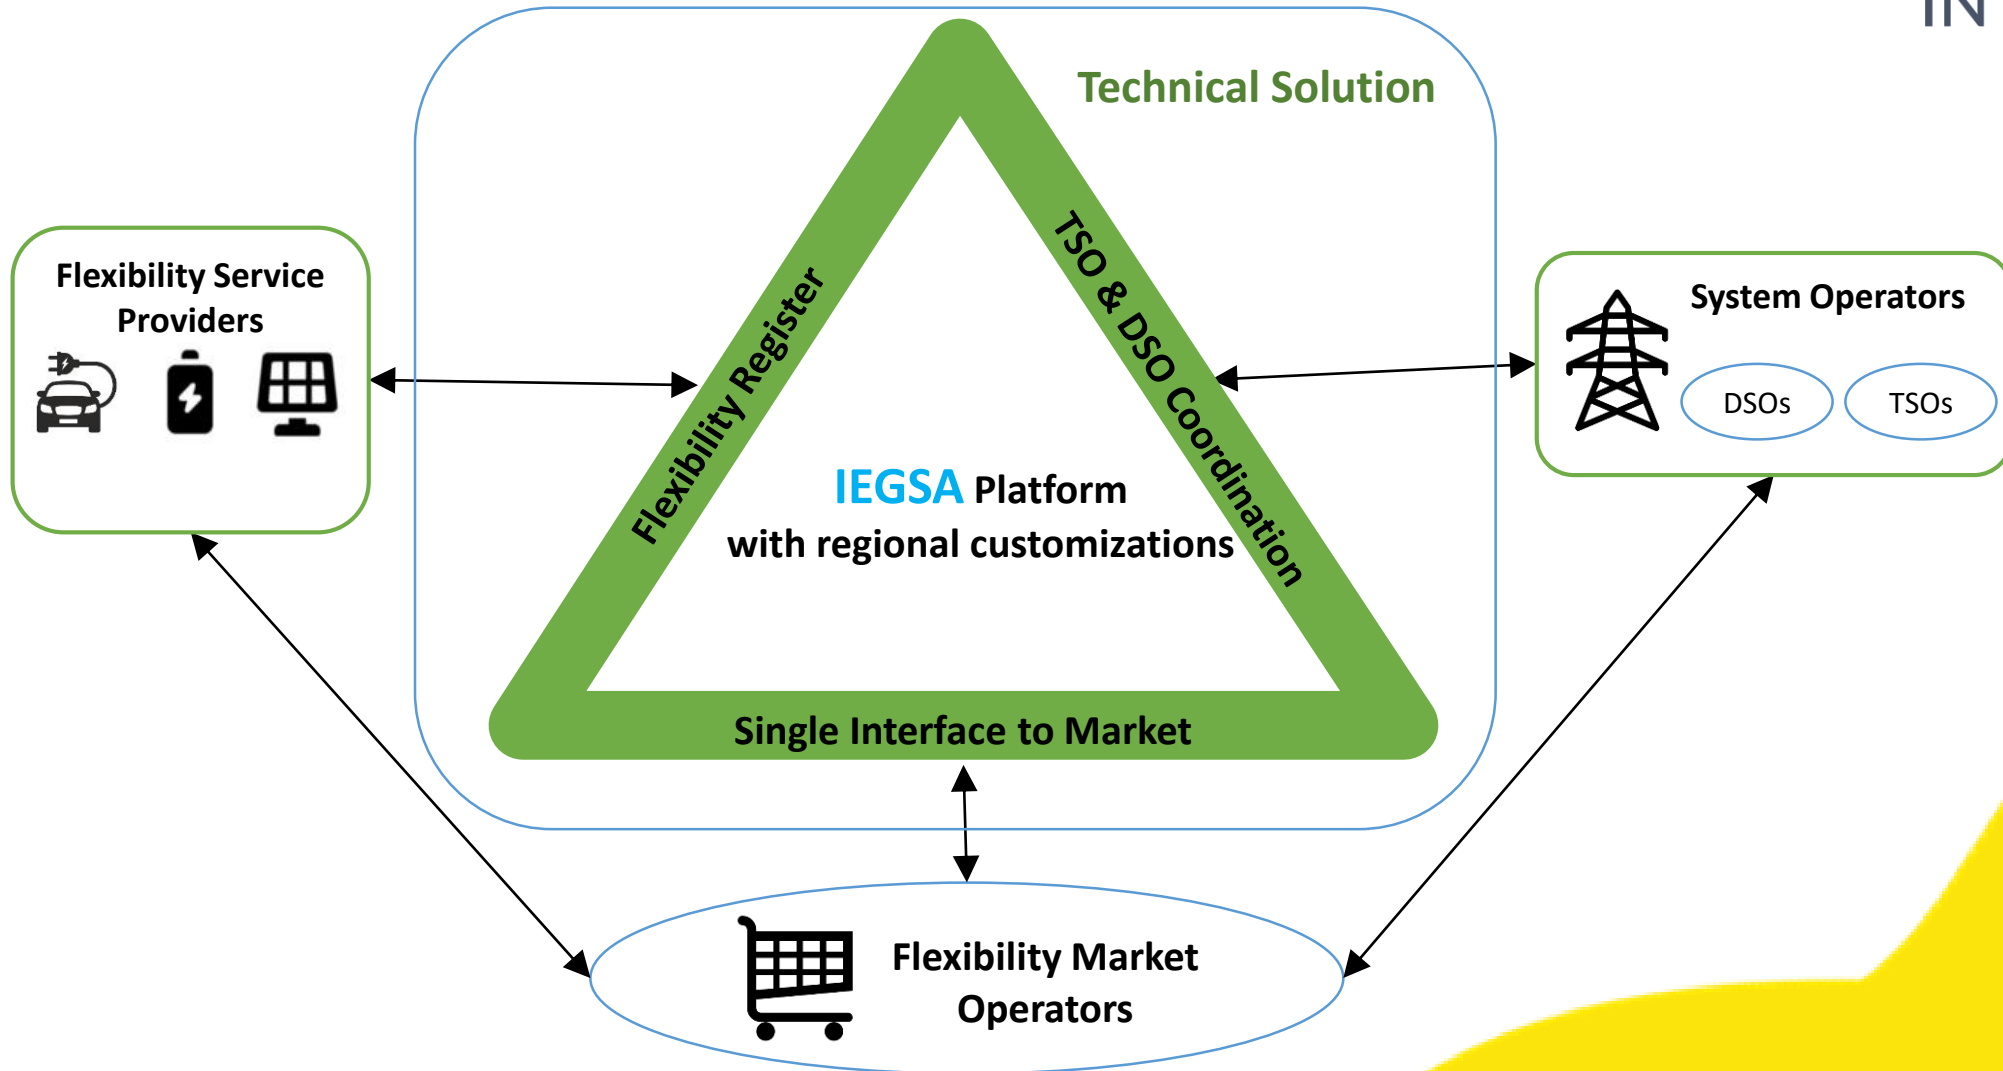 IN
Technical Solution
Flexibility Service
Providers
Flexibility Register
TSO & DSO Coordination
System Operators
DSOs
TSOs
IEGSA Platform
with regional customizations
Single Interface to Market
Flexibility Market
Operators